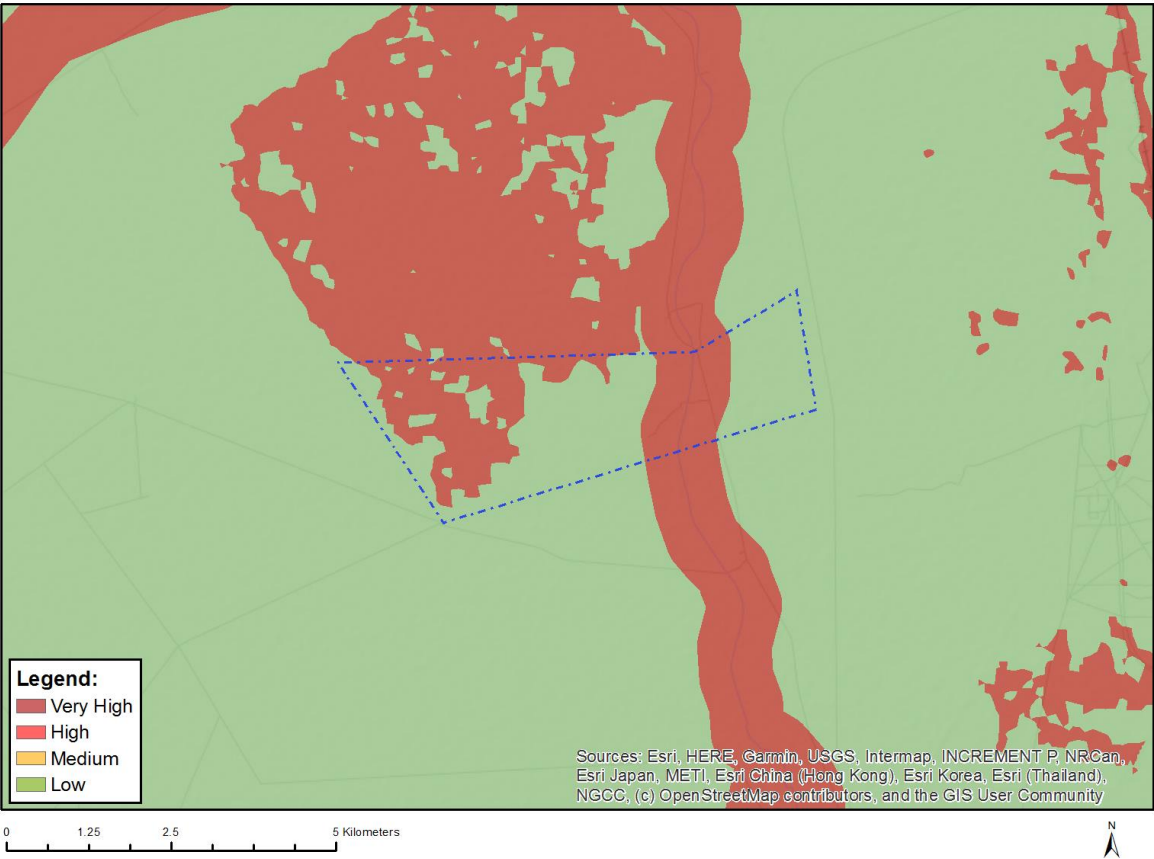 Legend:
Very High
High
Medium
Low
Sources: Esri, HERE, Garmin, USGS, Intermap, INCREMENT P, NRCan,
Esri Japan, METI, Esri China (Hong Kong), Esri Korea, Esri (Thailand),
NGCC, (c) OpenStreetMap contributors, and the GIS User Community
0 1.25 2.5 5 Kilometers
N